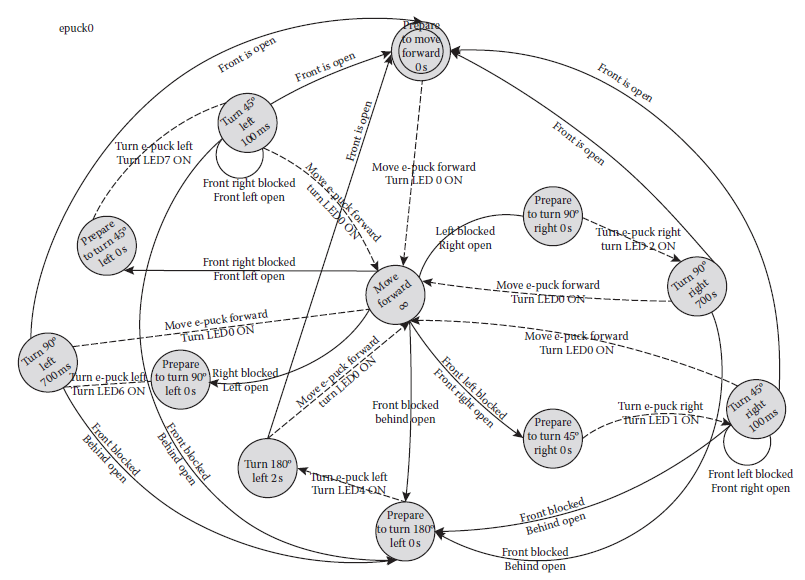 epuck0
Prepare
to move
forward
0 s
Front is open
Front is open
Front is open
Front is open
Front is open
Turn 45°
left
100 ms
Turn e-puck left
Turn LED7 ON
Front right blocked
Front left open
Move e-puck forward
turn LED0 ON
Move e-puck forward
Turn LED 0 ON
Prepare
to turn 90°
right 0 s
Left blocked
Right open
Turn e-puck right
turn LED 2 ON
Prepare
to turn 45°
left 0 s
Front right blocked
Front left open
Move
forward
∞
Move e-puck forward
Turn LED0 ON
Turn 90°
right
700 s
Move e-puck forward
Turn LED0 ON
Move e-puck forward
Turn LED0 ON
Turn 90°
left
700 ms
Turn e-puck left
Turn LED6 ON
Prepare
to turn 90°
left 0 s
Right blocked
Left open
Move e-puck forward
turn LED0 ON
Front left blocked
Front right open
Front blocked
behind open
Prepare
to turn 45°
right 0 s
Turn e-puck right
turn LED 1 ON
Turn 45°
right
100 ms
Front left blocked
Front right open
Front blocked
Behind open
Front blocked
Behind open
Turn 180°
left 2 s
Turn e-puck left
Turn LED4 ON
Prepare
to turn 180°
left 0 s
Front blocked
Behind open
Front blocked
Behind open